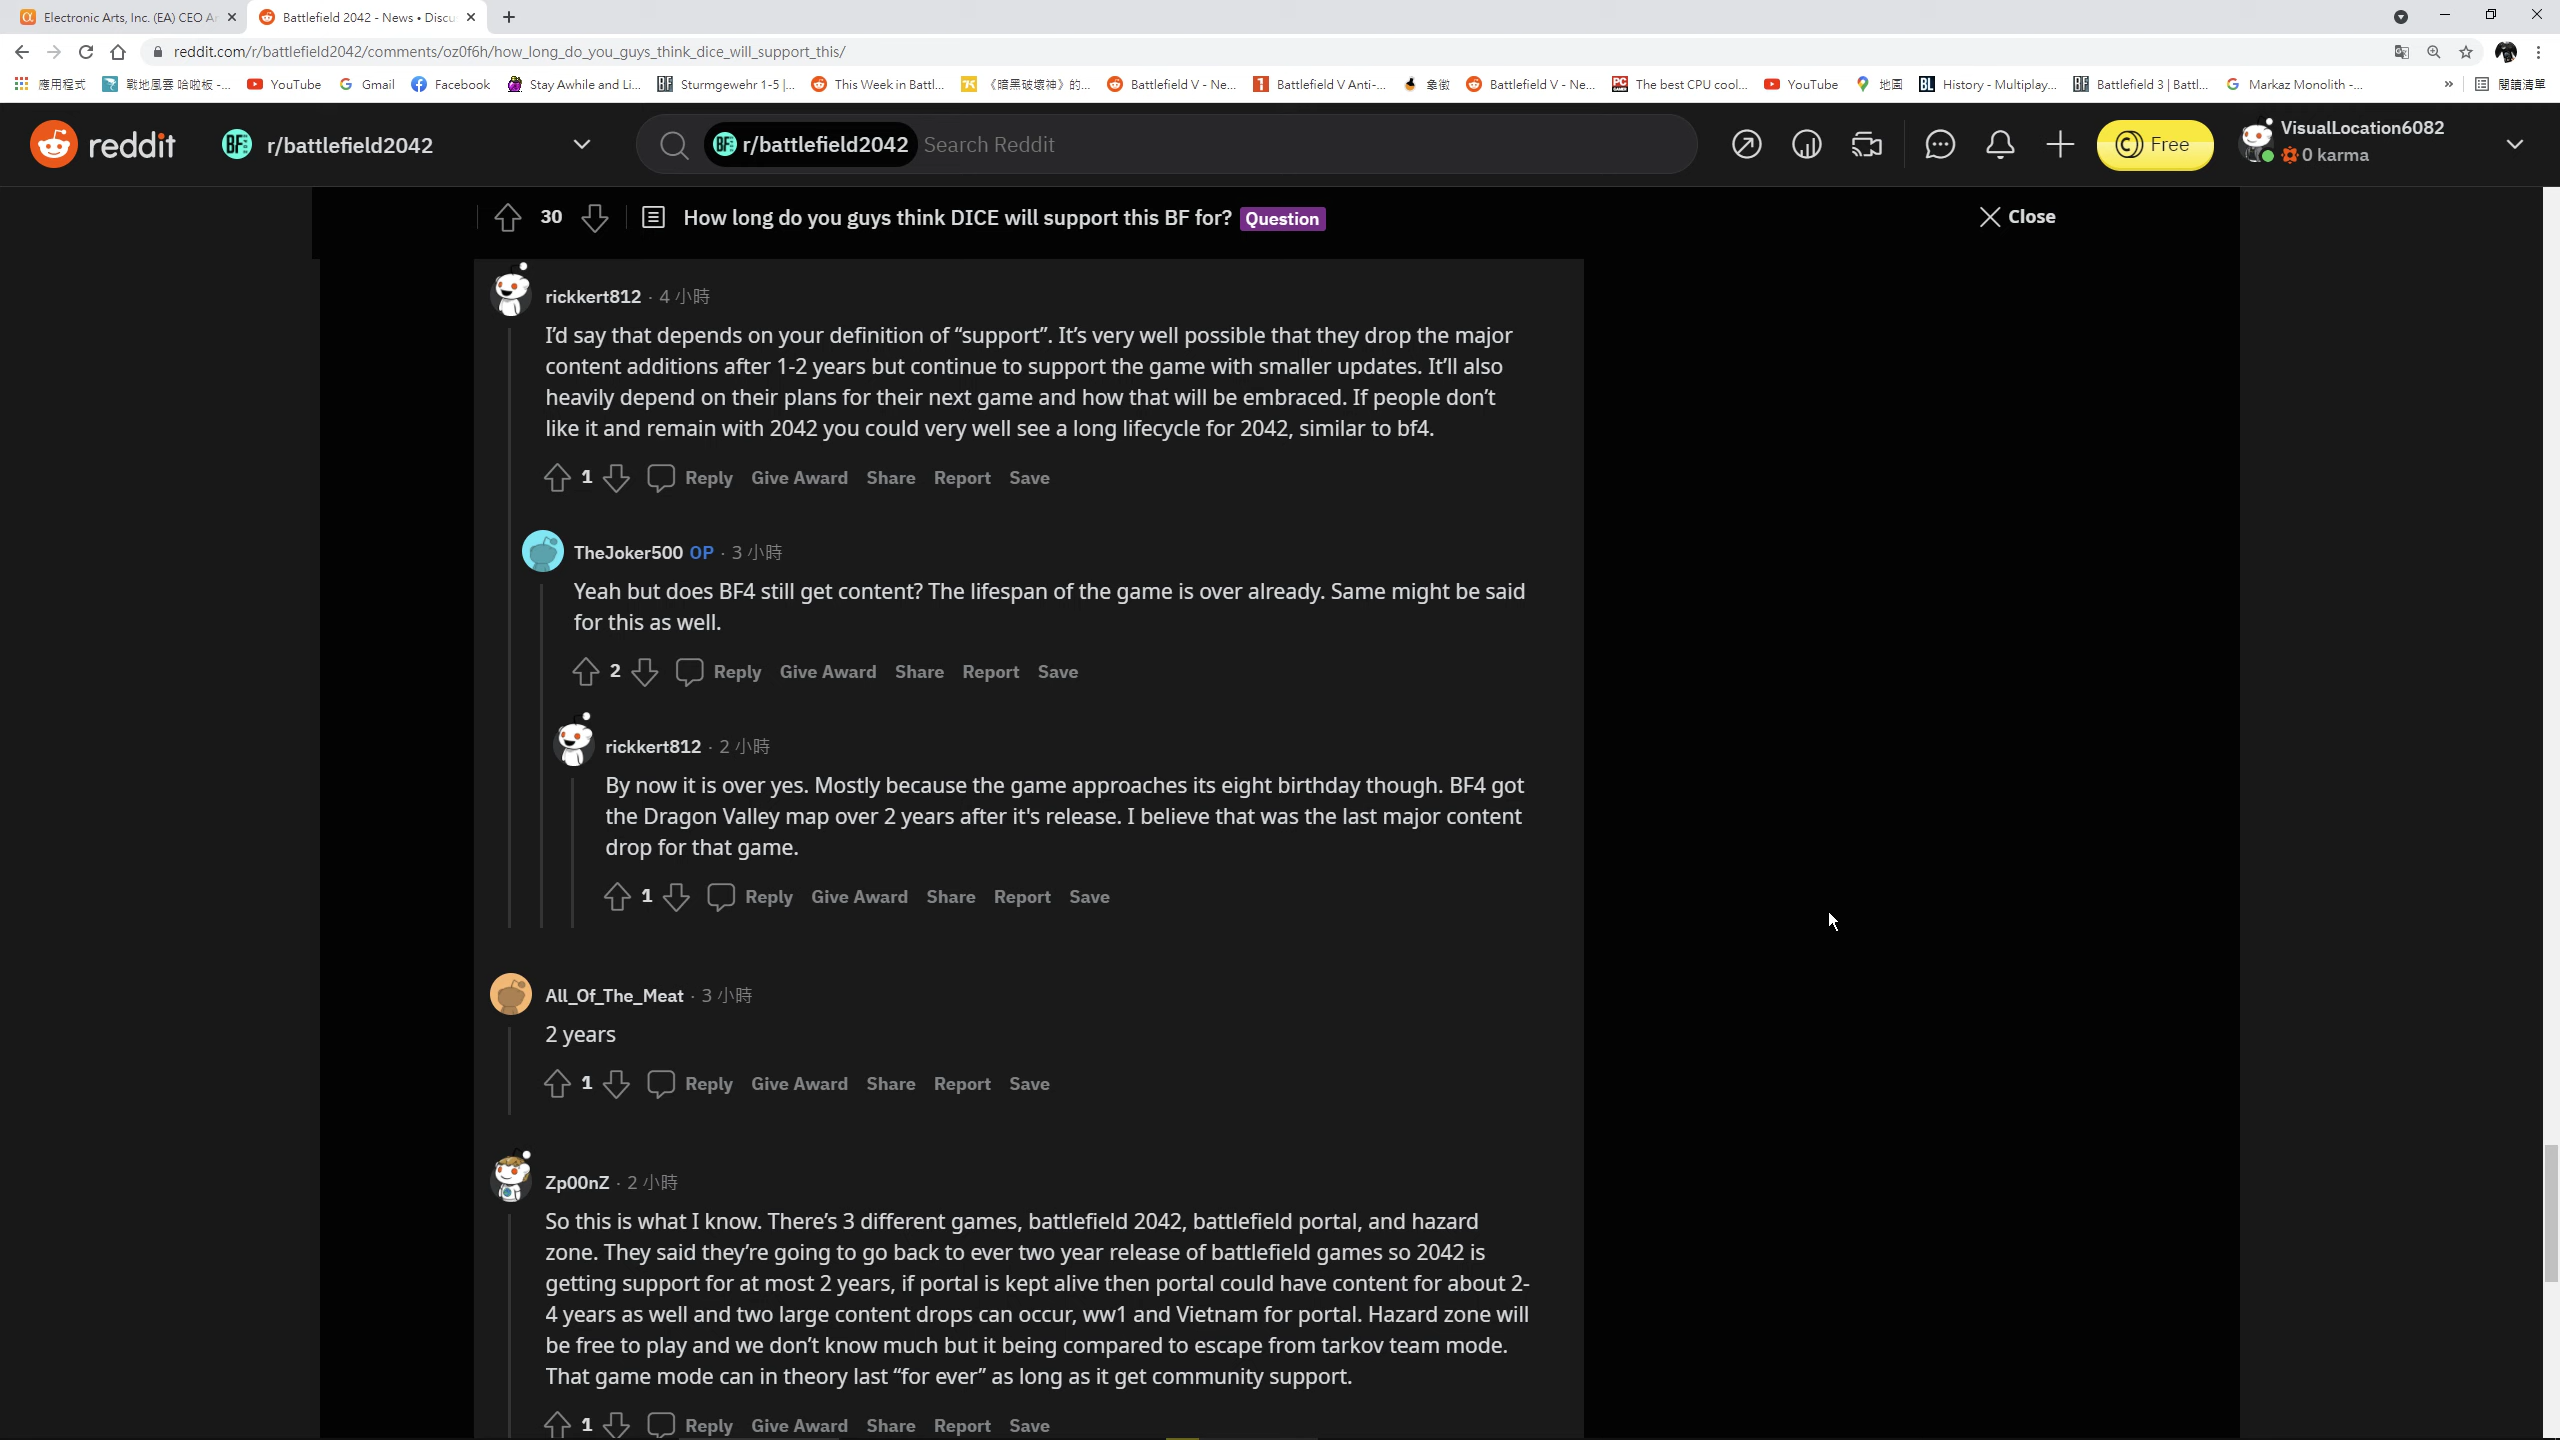 Electronic Arts, Inc. (EA) CEO Ar
Battlefield 2042 - News • Discu
reddit.com/r/battlefield2042/comments/oz0f6h/how_long_do_you_guys_think_dice_will_support_this/
應用程式 戰地風雲 哈啦板 -... YouTube Gmail Facebook Stay Awhile and Li... Sturmgewehr 1-5 |... This Week in Battl... 《暗黑破壞神》的... Battlefield V - Ne... Battlefield V Anti-... 象徵 Battlefield V - Ne... The best CPU cool... YouTube 地圖 History - Multiplay... Battlefield 3 | Battl... Markaz Monolith -... » 閱讀清單
reddit r/battlefield2042 r/battlefield2042 Search Reddit Free VisualLocation6082
0 karma
30 How long do you guys think DICE will support this BF for? Question Close
rickkert812 · 4 小時
I’d say that depends on your definition of “support”. It’s very well possible that they drop the major
content additions after 1-2 years but continue to support the game with smaller updates. It’ll also
heavily depend on their plans for their next game and how that will be embraced. If people don’t
like it and remain with 2042 you could very well see a long lifecycle for 2042, similar to bf4.
1 Reply Give Award Share Report Save
TheJoker500 OP · 3 小時
Yeah but does BF4 still get content? The lifespan of the game is over already. Same might be said
for this as well.
2 Reply Give Award Share Report Save
rickkert812 · 2 小時
By now it is over yes. Mostly because the game approaches its eight birthday though. BF4 got
the Dragon Valley map over 2 years after it's release. I believe that was the last major content
drop for that game.
1 Reply Give Award Share Report Save
All_Of_The_Meat · 3 小時
2 years
1 Reply Give Award Share Report Save
Zp00nZ · 2 小時
So this is what I know. There’s 3 different games, battlefield 2042, battlefield portal, and hazard
zone. They said they’re going to go back to ever two year release of battlefield games so 2042 is
getting support for at most 2 years, if portal is kept alive then portal could have content for about 2-
4 years as well and two large content drops can occur, ww1 and Vietnam for portal. Hazard zone will
be free to play and we don’t know much but it being compared to escape from tarkov team mode.
That game mode can in theory last “for ever” as long as it get community support.
1 Reply Give Award Share Report Save